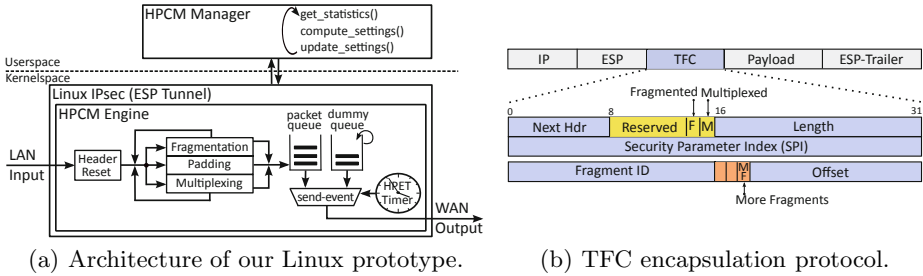 HPCM Manager
get_statistics()
compute_settings()
update_settings()
Userspace
Kernelspace
Linux IPsec (ESP Tunnel)
HPCM Engine
packet queue
dummy queue
LAN Input
Header Reset
Fragmentation
Padding
Multiplexing
send-event
HRET Timer
WAN Output
(a) Architecture of our Linux prototype.
IP ESP TFC Payload ESP-Trailer
Fragmented Multiplexed
0 8 16 31
Next Hdr Reserved F M Length
Security Parameter Index (SPI)
Fragment ID MF Offset
More Fragments
(b) TFC encapsulation protocol.